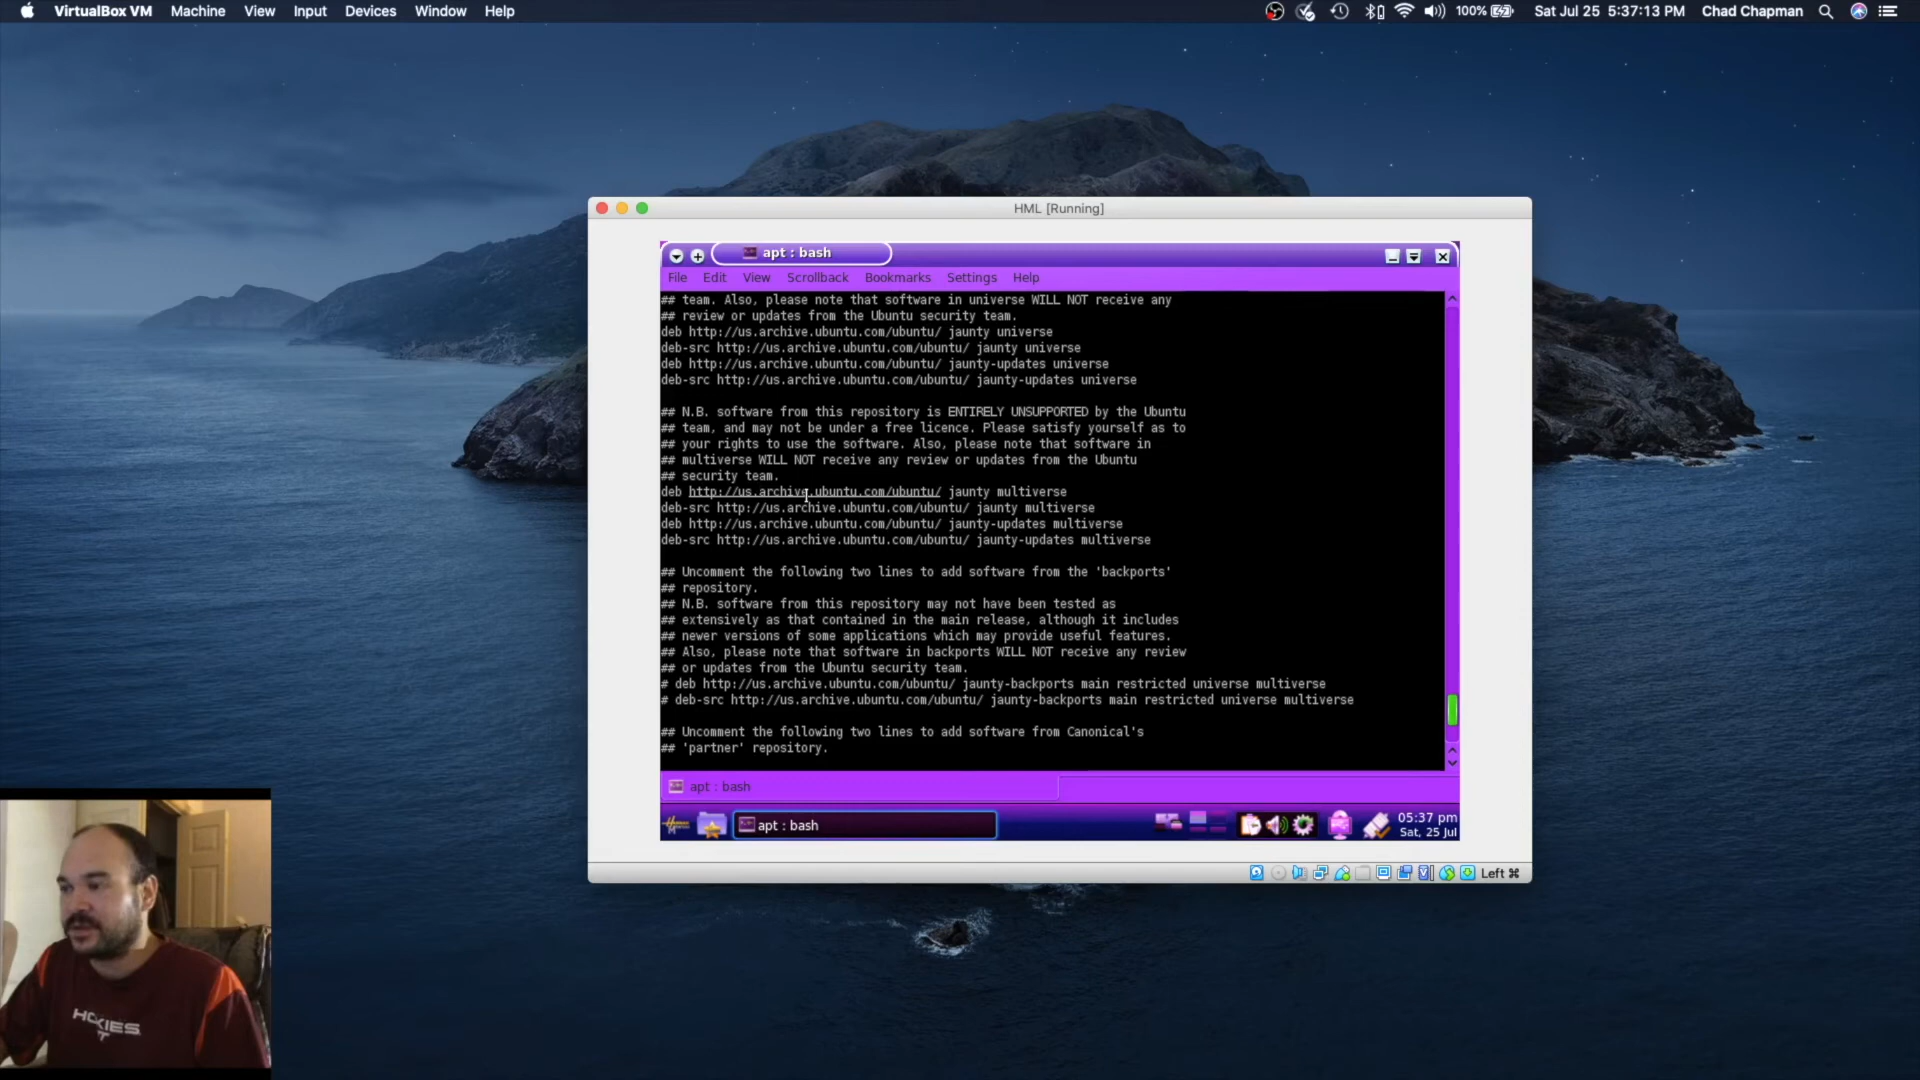 VirtualBox VM Machine View Input Devices Window Help
100% Sat Jul 25 5:37:13 PM Chad Chapman
HML [Running]
apt : bash
File Edit View Scrollback Bookmarks Settings Help
## team. Also, please note that software in universe WILL NOT receive any
## review or updates from the Ubuntu security team.
deb http://us.archive.ubuntu.com/ubuntu/ jaunty universe
deb-src http://us.archive.ubuntu.com/ubuntu/ jaunty universe
deb http://us.archive.ubuntu.com/ubuntu/ jaunty-updates universe
deb-src http://us.archive.ubuntu.com/ubuntu/ jaunty-updates universe
## N.B. software from this repository is ENTIRELY UNSUPPORTED by the Ubuntu
## team, and may not be under a free licence. Please satisfy yourself as to
## your rights to use the software. Also, please note that software in
## multiverse WILL NOT receive any review or updates from the Ubuntu
## security team.
deb http://us.archive.ubuntu.com/ubuntu/ jaunty multiverse
deb-src http://us.archive.ubuntu.com/ubuntu/ jaunty multiverse
deb http://us.archive.ubuntu.com/ubuntu/ jaunty-updates multiverse
deb-src http://us.archive.ubuntu.com/ubuntu/ jaunty-updates multiverse
## Uncomment the following two lines to add software from the 'backports'
## repository.
## N.B. software from this repository may not have been tested as
## extensively as that contained in the main release, although it includes
## newer versions of some applications which may provide useful features.
## Also, please note that software in backports WILL NOT receive any review
## or updates from the Ubuntu security team.
# deb http://us.archive.ubuntu.com/ubuntu/ jaunty-backports main restricted universe multiverse
# deb-src http://us.archive.ubuntu.com/ubuntu/ jaunty-backports main restricted universe multiverse
## Uncomment the following two lines to add software from Canonical's
## 'partner' repository.
apt : bash
apt : bash
05:37 pm
Sat, 25 Jul
Left ⌘
HOKIES